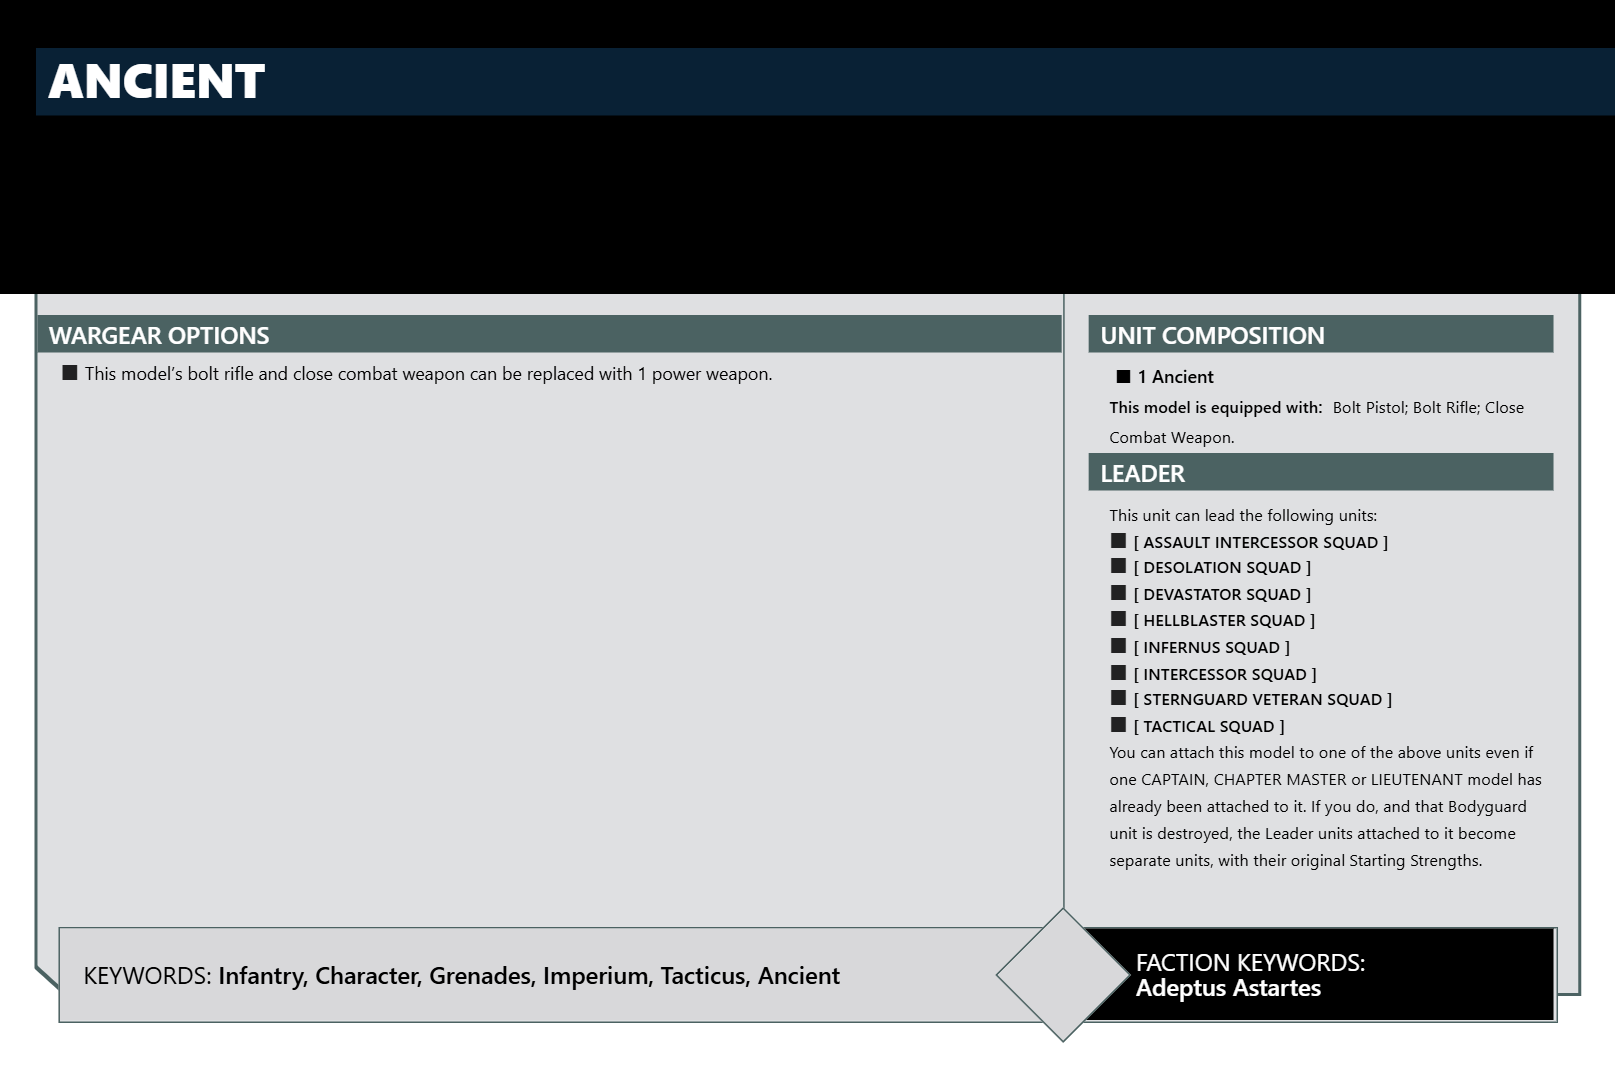 ANCIENT
WARGEAR OPTIONS
This model’s bolt rifle and close combat weapon can be replaced with 1 power weapon.
UNIT COMPOSITION
1 Ancient
This model is equipped with: Bolt Pistol; Bolt Rifle; Close
Combat Weapon.
LEADER
This unit can lead the following units:
[ ASSAULT INTERCESSOR SQUAD ]
[ DESOLATION SQUAD ]
[ DEVASTATOR SQUAD ]
[ HELLBLASTER SQUAD ]
[ INFERNUS SQUAD ]
[ INTERCESSOR SQUAD ]
[ STERNGUARD VETERAN SQUAD ]
[ TACTICAL SQUAD ]
You can attach this model to one of the above units even if
one CAPTAIN, CHAPTER MASTER or LIEUTENANT model has
already been attached to it. If you do, and that Bodyguard
unit is destroyed, the Leader units attached to it become
separate units, with their original Starting Strengths.
KEYWORDS: Infantry, Character, Grenades, Imperium, Tacticus, Ancient
FACTION KEYWORDS:
Adeptus Astartes